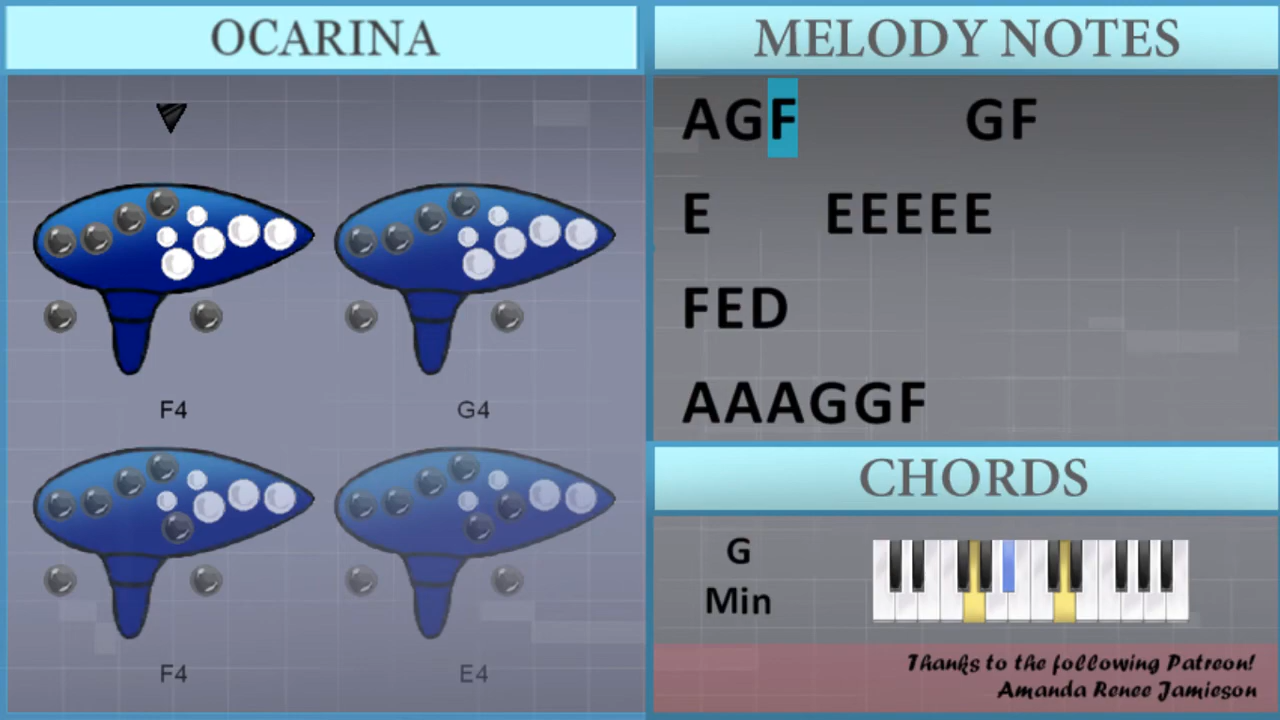 OCARINA
F4
G4
F4
E4
MELODY NOTES
AGF GF
E EEEEE
FED
AAAGGF
CHORDS
G
Min
Thanks to the following Patreon!
Amanda Renee Jamieson